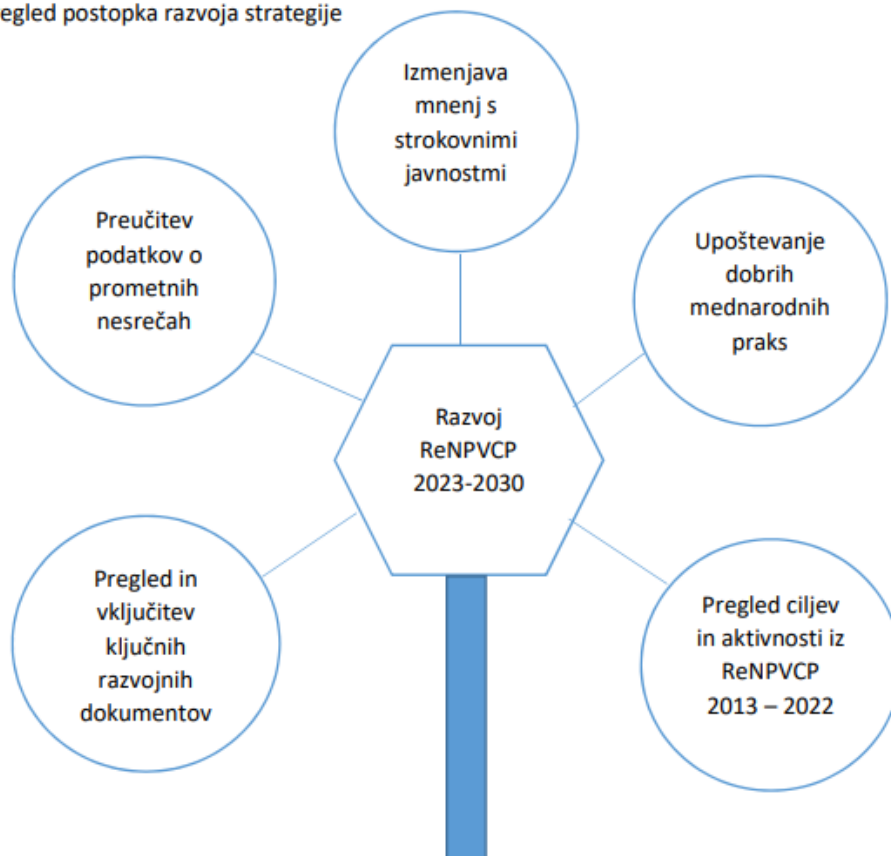 egled postopka razvoja strategije
Izmenjava
mnenj s
strokovnimi
javnostmi
Preučitev
podatkov o
prometnih
nesrečah
Upoštevanje
dobrih
mednarodnih
praks
Razvoj
ReNPVCP
2023-2030
Pregled in
vključitev
ključnih
razvojnih
dokumentov
Pregled ciljev
in aktivnosti iz
ReNPVCP
2013 – 2022